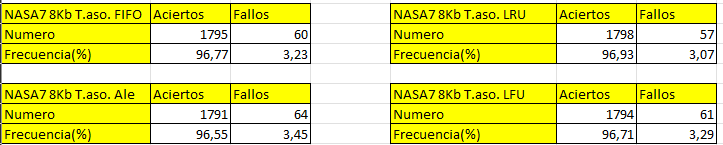 NASA7 8Kb T.aso. FIFO Aciertos Fallos
Numero 1795 60
Frecuencia(%) 96,77 3,23
NASA7 8Kb T.aso. LRU Aciertos Fallos
Numero 1798 57
Frecuencia(%) 96,93 3,07
NASA7 8Kb T.aso. Ale Aciertos Fallos
Numero 1791 64
Frecuencia(%) 96,55 3,45
NASA7 8Kb T.aso. LFU Aciertos Fallos
Numero 1794 61
Frecuencia(%) 96,71 3,29